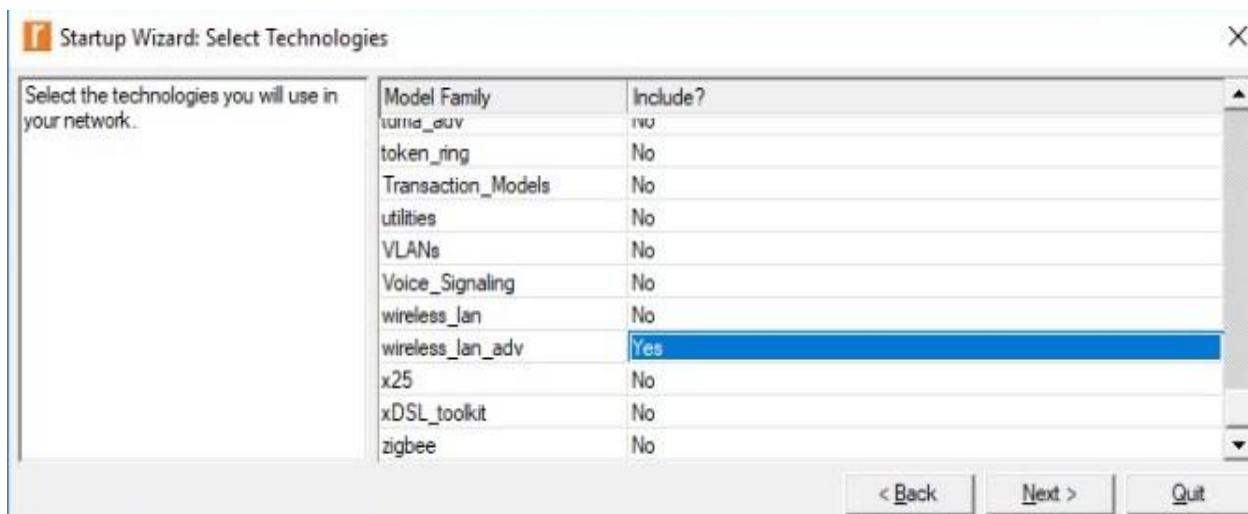 Startup Wizard: Select Technologies
Select the technologies you will use in
your network.
Model Family Include?
No
token_ring No
Transaction_Models No
utilities No
VLANs No
Voice_Signaling No
wireless_lan No
wireless_lan_adv Yes
x25 No
xDSL_toolkit No
zigbee No
< Back Next > Quit